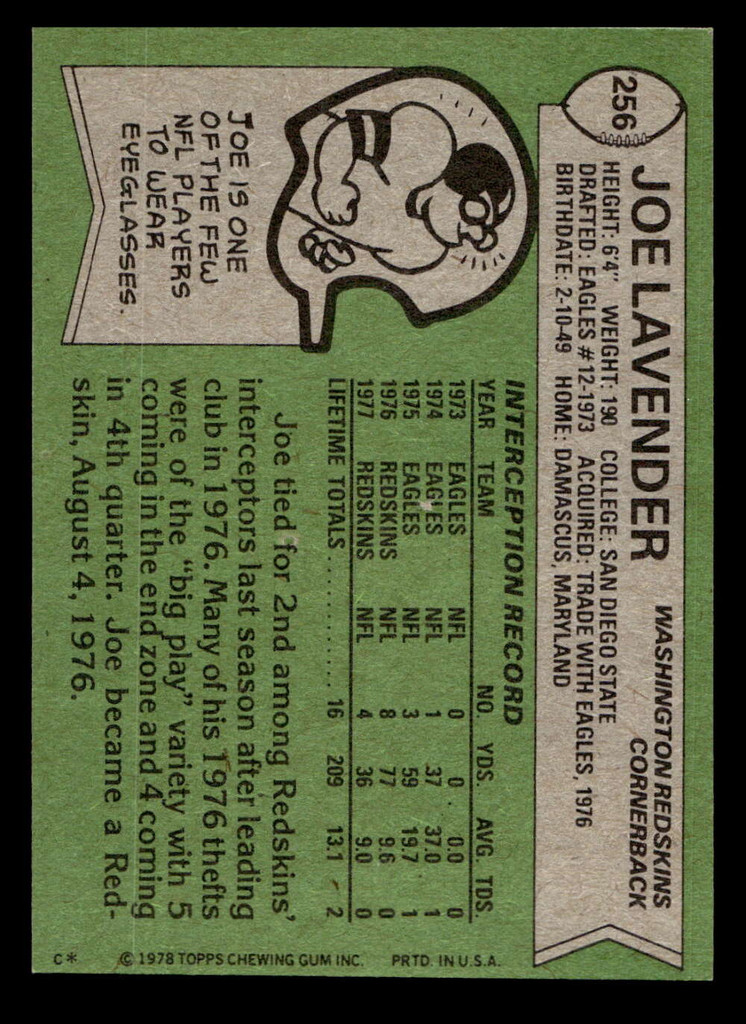 256
JOE LAVENDER
WASHINGTON REDSKINS
CORNERBACK
HEIGHT: 6'4" WEIGHT: 190 COLLEGE: SAN DIEGO STATE
DRAFTED: EAGLES #12-1973 ACQUIRED: TRADE WITH EAGLES, 1976
BIRTHDATE: 2-10-49 HOME: DAMASCUS, MARYLAND
JOE IS ONE
OF THE FEW
NFL PLAYERS
TO WEAR
EYEGLASSES.
INTERCEPTION RECORD
YEAR TEAM NO. YDS. AVG. TDS.
1973 EAGLES NFL 0 0 0.0 0
1974 EAGLES NFL 1 37 37.0 1
1975 EAGLES NFL 3 59 19.7 1
1976 REDSKINS NFL 8 77 9.6 0
1977 REDSKINS NFL 4 36 9.0 0
LIFETIME TOTALS ............. 16 209 13.1 2
Joe tied for 2nd among Redskins'
interceptors last season after leading
club in 1976. Many of his 1976 thefts
were of the "big play" variety with 5
coming in the end zone and 4 coming
in 4th quarter. Joe became a Red-
skin, August 4, 1976.
C* © 1978 TOPPS CHEWING GUM INC. PRTD. IN U.S.A.